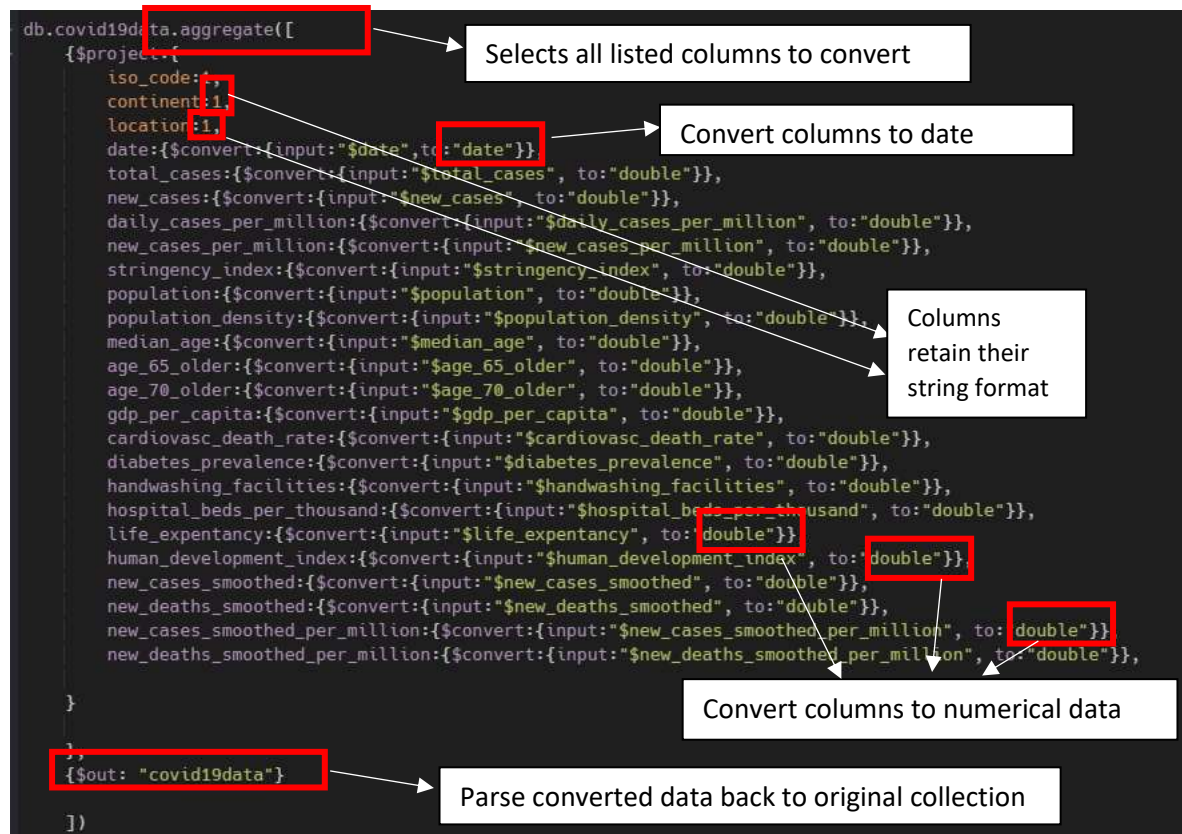 db.covid19data.aggregate([
Selects all listed columns to convert
{$project:{
iso_code:1,
continent:1,
location:1,
Convert columns to date
date:{$convert:{input:"$date",to:"date"}},
total_cases:{$convert:{input:"$total_cases", to:"double"}},
new_cases:{$convert:{input:"$new_cases", to:"double"}},
daily_cases_per_million:{$convert:{input:"$daily_cases_per_million", to:"double"}},
new_cases_per_million:{$convert:{input:"$new_cases_per_million", to:"double"}},
stringency_index:{$convert:{input:"$stringency_index", to:"double"}},
population:{$convert:{input:"$population", to:"double"}},
population_density:{$convert:{input:"$population_density", to:"double"}},
median_age:{$convert:{input:"$median_age", to:"double"}},
age_65_older:{$convert:{input:"$age_65_older", to:"double"}},
age_70_older:{$convert:{input:"$age_70_older", to:"double"}},
gdp_per_capita:{$convert:{input:"$gdp_per_capita", to:"double"}},
cardiovasc_death_rate:{$convert:{input:"$cardiovasc_death_rate", to:"double"}},
diabetes_prevalence:{$convert:{input:"$diabetes_prevalence", to:"double"}},
handwashing_facilities:{$convert:{input:"$handwashing_facilities", to:"double"}},
hospital_beds_per_thousand:{$convert:{input:"$hospital_beds_per_thousand", to:"double"}},
life_expentancy:{$convert:{input:"$life_expentancy", to:"double"}},
human_development_index:{$convert:{input:"$human_development_index", to:"double"}},
new_cases_smoothed:{$convert:{input:"$new_cases_smoothed", to:"double"}},
new_deaths_smoothed:{$convert:{input:"$new_deaths_smoothed", to:"double"}},
new_cases_smoothed_per_million:{$convert:{input:"$new_cases_smoothed_per_million", to:"double"}},
new_deaths_smoothed_per_million:{$convert:{input:"$new_deaths_smoothed_per_million", to:"double"}},
Columns
retain their
string format
}
Convert columns to numerical data
},
{$out: "covid19data"}
Parse converted data back to original collection
])